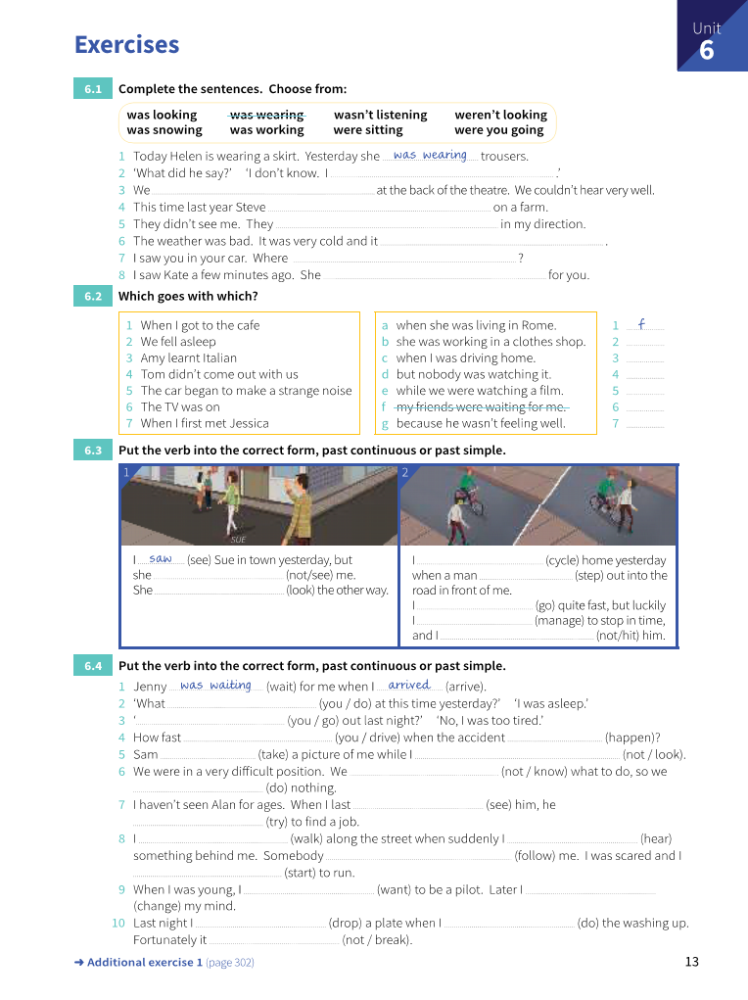 Exercises
Unit
6
6.1 Complete the sentences. Choose from:
was looking was wearing wasn't listening weren't looking
was snowing was working were sitting were you going
1 Today Helen is wearing a skirt. Yesterday she was wearing trousers.
2 ‘What did he say?’ ‘I don't know. I .’
3 We at the back of the theatre. We couldn't hear very well.
4 This time last year Steve on a farm.
5 They didn't see me. They in my direction.
6 The weather was bad. It was very cold and it .
7 I saw you in your car. Where ?
8 I saw Kate a few minutes ago. She for you.
6.2 Which goes with which?
1 When I got to the cafe
2 We fell asleep
3 Amy learnt Italian
4 Tom didn't come out with us
5 The car began to make a strange noise
6 The TV was on
7 When I first met Jessica
a when she was living in Rome.
b she was working in a clothes shop.
c when I was driving home.
d but nobody was watching it.
e while we were watching a film.
f my friends were waiting for me.
g because he wasn't feeling well.
1 f
2
3
4
5
6
7
6.3 Put the verb into the correct form, past continuous or past simple.
1
SUE
I saw (see) Sue in town yesterday, but
she (not/see) me.
She (look) the other way.
2
I (cycle) home yesterday
when a man (step) out into the
road in front of me.
I (go) quite fast, but luckily
I (manage) to stop in time,
and I (not/hit) him.
6.4 Put the verb into the correct form, past continuous or past simple.
1 Jenny was waiting (wait) for me when I arrived (arrive).
2 ‘What (you / do) at this time yesterday?’ ‘I was asleep.’
3 ‘ (you / go) out last night?’ ‘No, I was too tired.’
4 How fast (you / drive) when the accident (happen)?
5 Sam (take) a picture of me while I (not / look).
6 We were in a very difficult position. We (not / know) what to do, so we
(do) nothing.
7 I haven't seen Alan for ages. When I last (see) him, he
(try) to find a job.
8 I (walk) along the street when suddenly I (hear)
something behind me. Somebody (follow) me. I was scared and I
(start) to run.
9 When I was young, I (want) to be a pilot. Later I
(change) my mind.
10 Last night I (drop) a plate when I (do) the washing up.
Fortunately it (not / break).
➜ Additional exercise 1 (page 302)
13